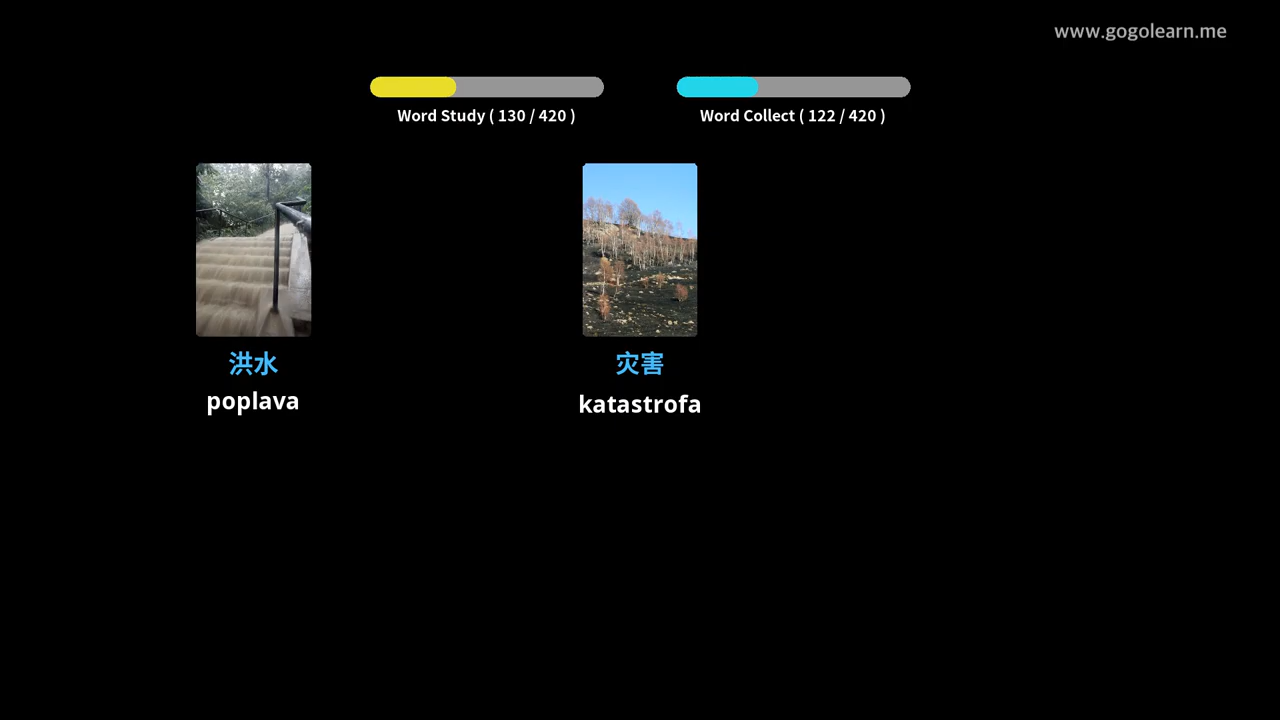 www.gogolearn.me
Word Study ( 130 / 420 )
Word Collect ( 122 / 420 )
洪水
poplava
灾害
katastrofa